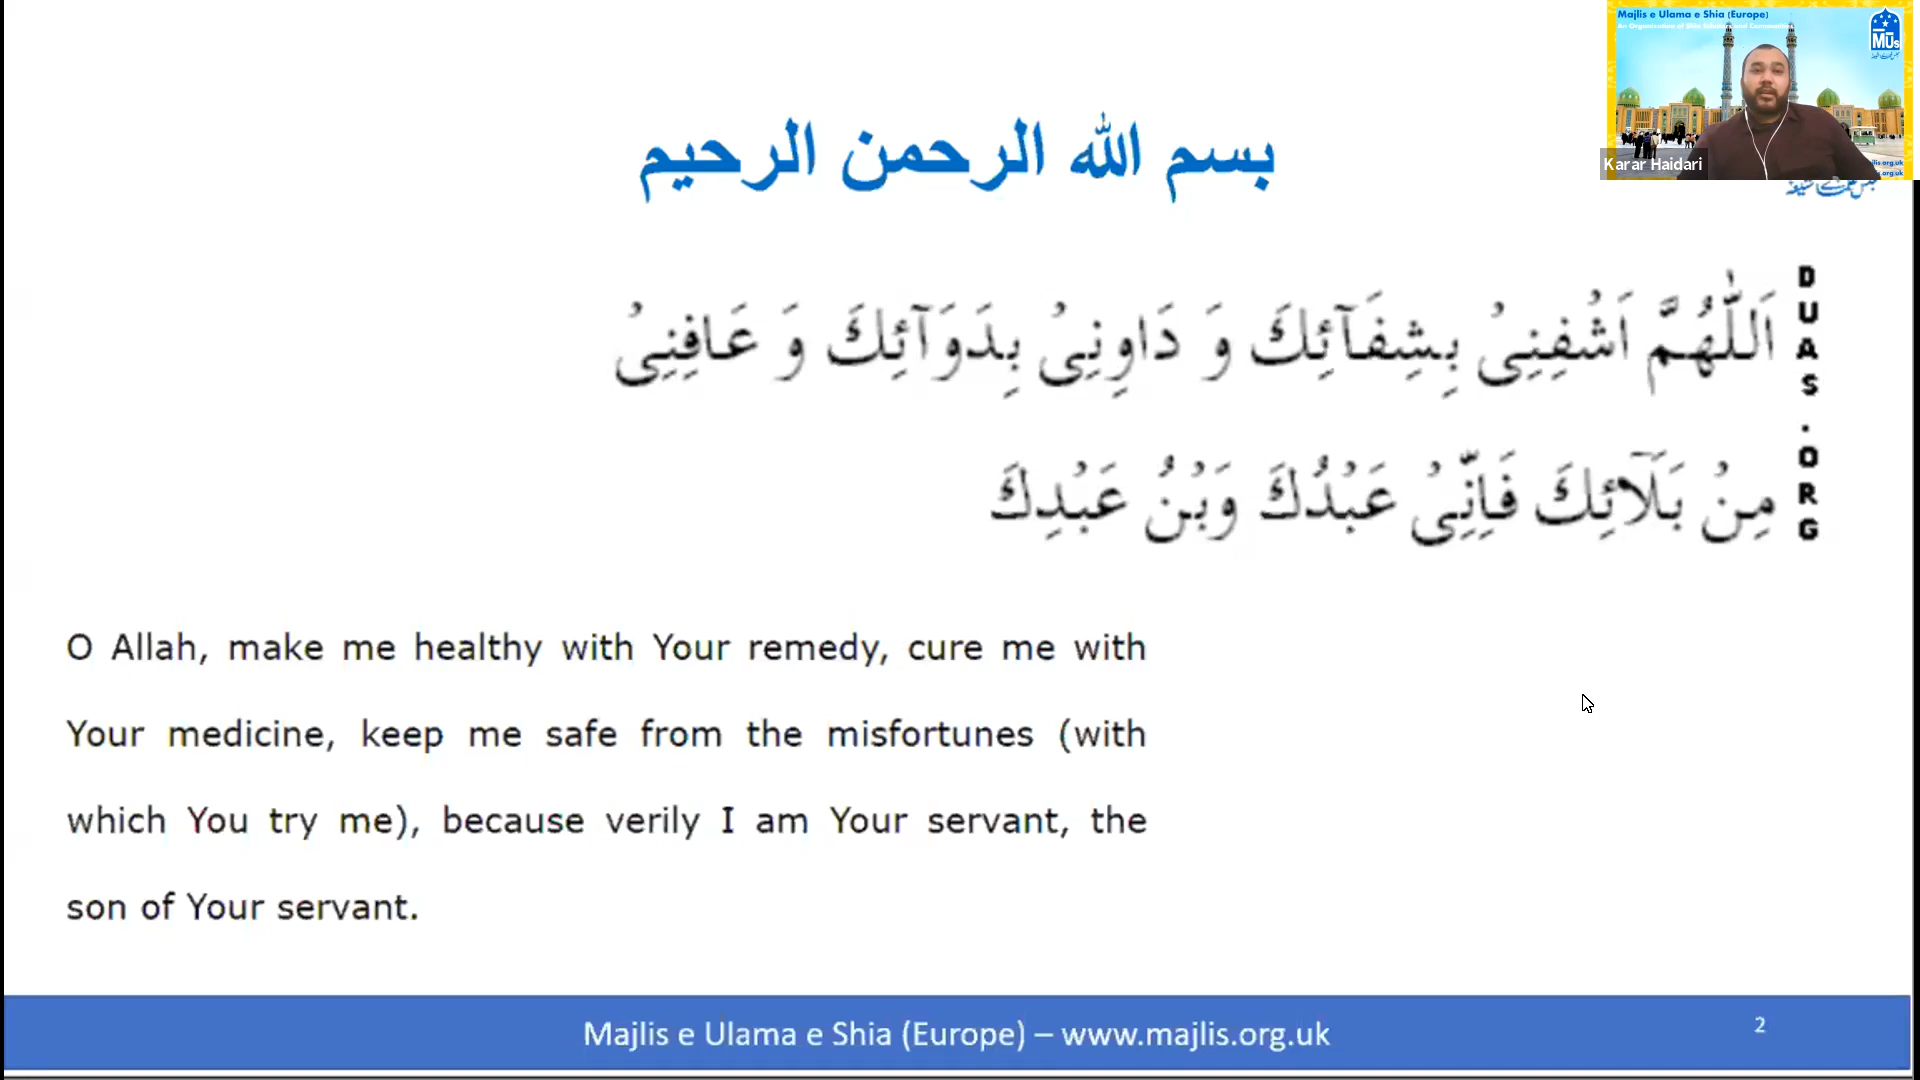 Majlis e Ulama e Shia (Europe)
MUS
Karar Haidari
بسم الله الرحمن الرحيم
اَللّٰهُمَّ اَشْفِنِيْ بِشِفَآئِكَ وَ دَاوِنِيْ بِدَوَآئِكَ وَ عَافِنِيْ
مِنْ بَلَآئِكَ فَاِنِّيْ عَبْدُكَ وَبْنُ عَبْدِكَ
DUAS.ORG
O Allah, make me healthy with Your remedy, cure me with
Your medicine, keep me safe from the misfortunes (with
which You try me), because verily I am Your servant, the
son of Your servant.
Majlis e Ulama e Shia (Europe) – www.majlis.org.uk
2